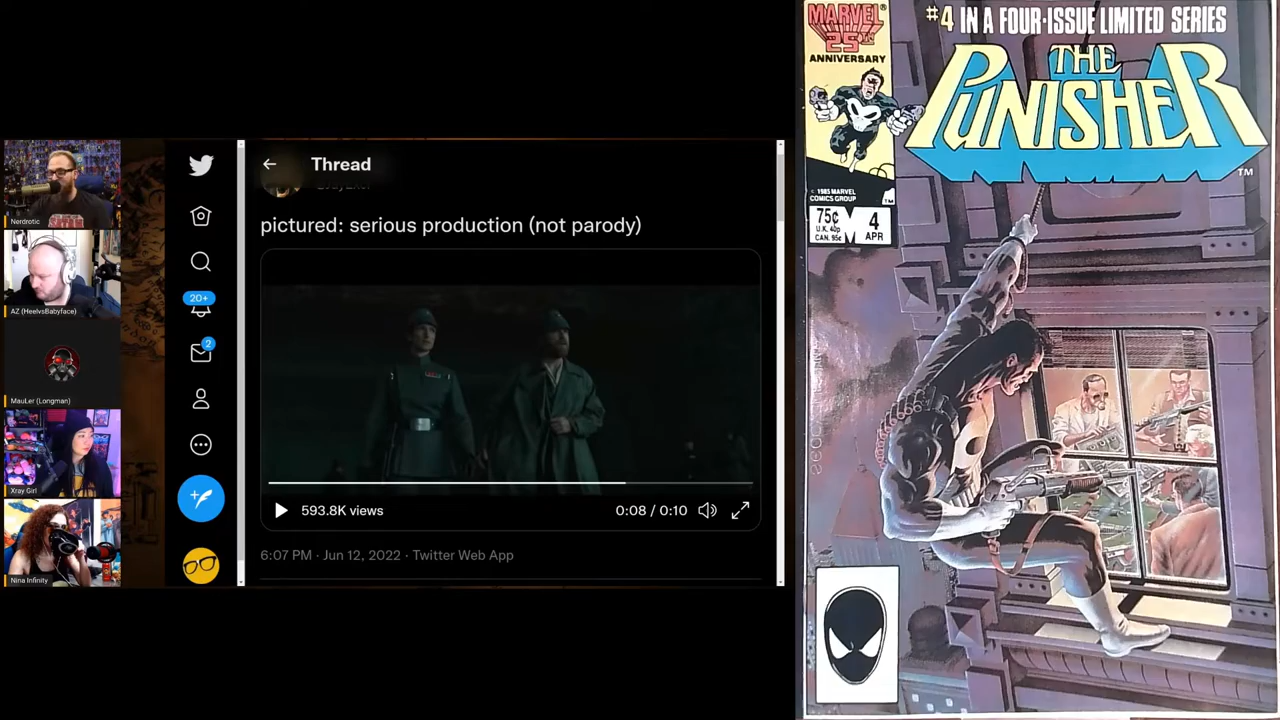 Nerdrotic
AZ (HeelvsBabyface)
MauLer (Longman)
Xray Girl
Nina Infinity
20+
2
Thread
pictured: serious production (not parody)
593.8K views
0:08 / 0:10
6:07 PM · Jun 12, 2022 · Twitter Web App
MARVEL®
25TH
ANNIVERSARY
© 1985 MARVEL
COMICS GROUP
TM
75¢
U.K. 40p
CAN. 95¢
4
APR
#4 IN A FOUR-ISSUE LIMITED SERIES
THE
PUNISHER
TM